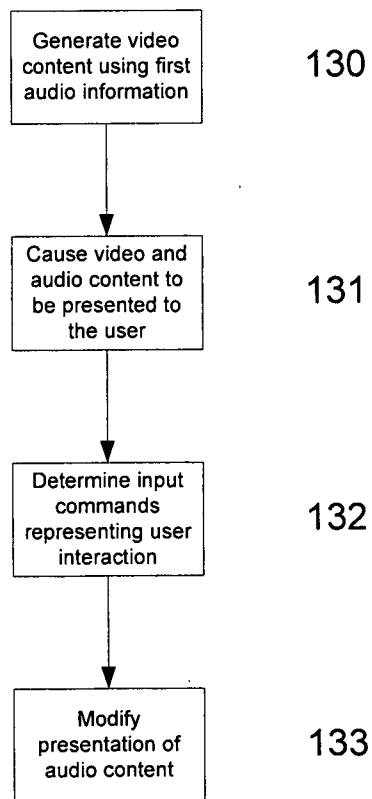 Generate video
content using first
audio information
130
Cause video and
audio content to
be presented to
the user
131
Determine input
commands
representing user
interaction
132
Modify
presentation of
audio content
133